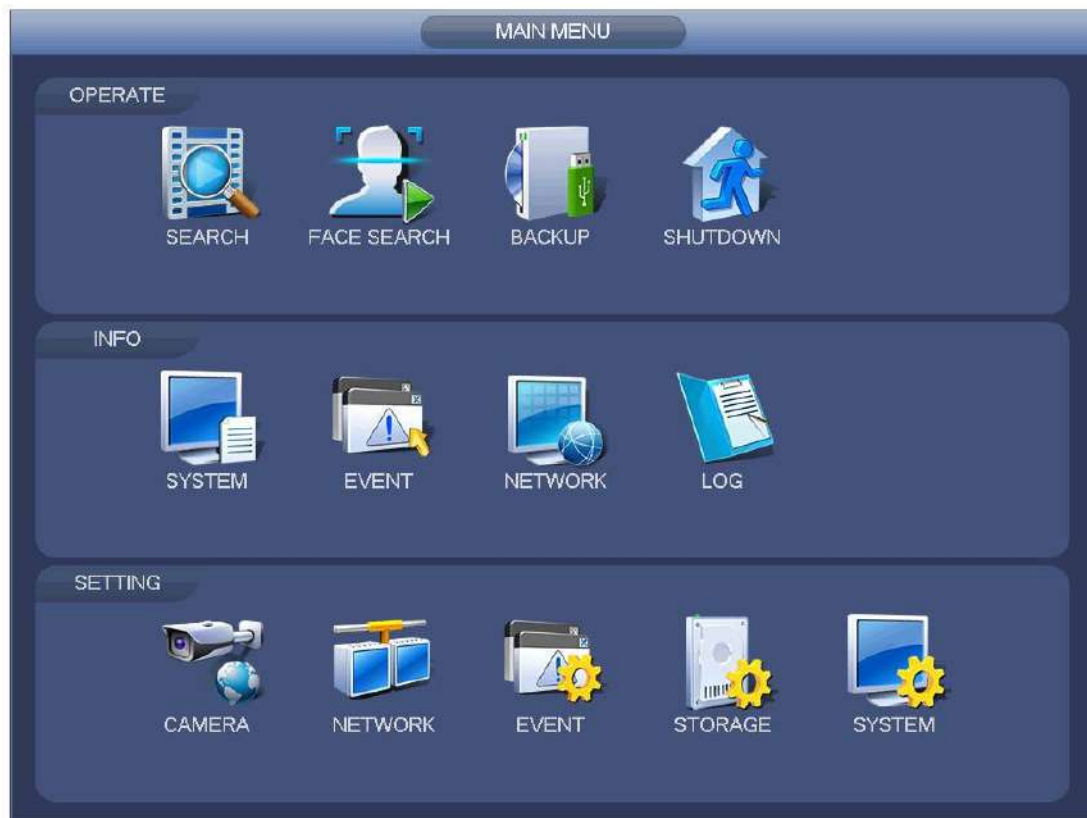 MAIN MENU
OPERATE
SEARCH FACE SEARCH BACKUP SHUTDOWN
INFO
SYSTEM EVENT NETWORK LOG
SETTING
CAMERA NETWORK EVENT STORAGE SYSTEM